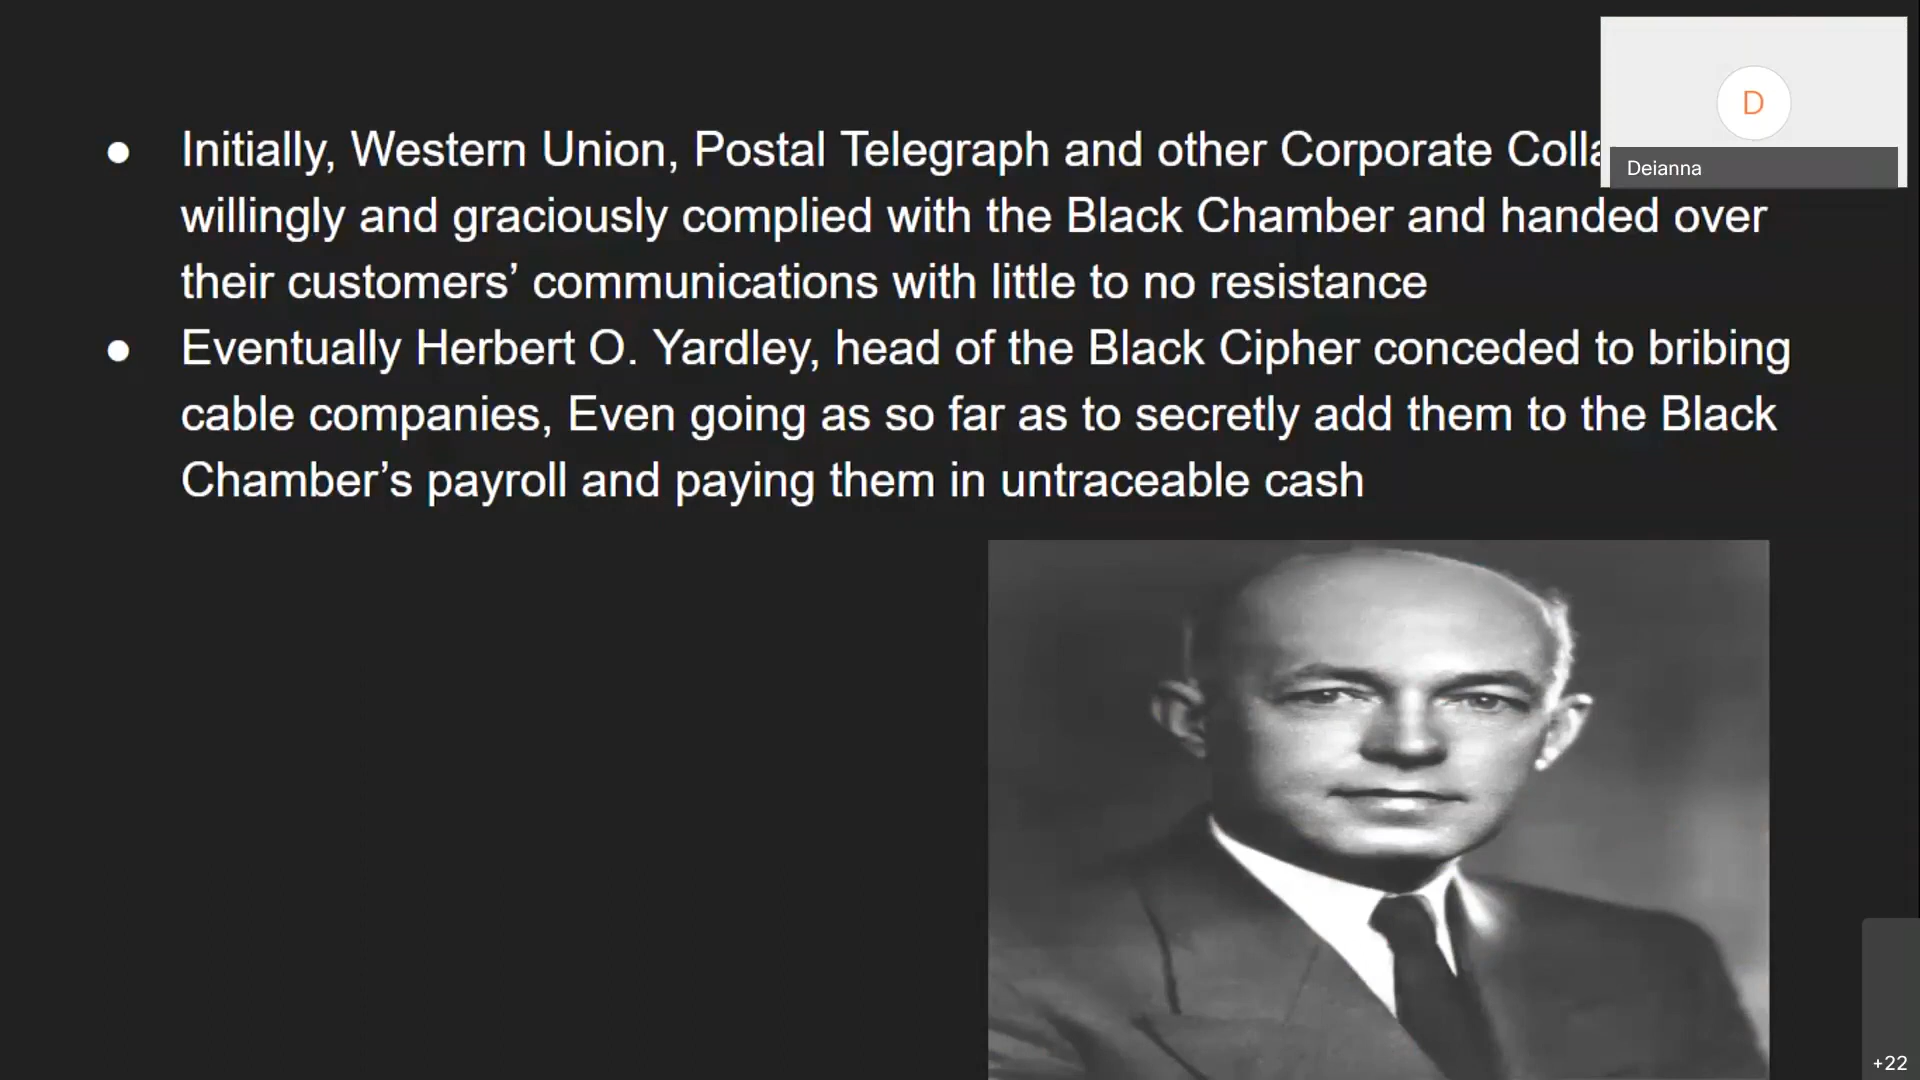 Initially, Western Union, Postal Telegraph and other Corporate
willingly and graciously complied with the Black Chamber and handed over
their customers’ communications with little to no resistance
Eventually Herbert O. Yardley, head of the Black Cipher conceded to bribing
cable companies, Even going as so far as to secretly add them to the Black
Chamber’s payroll and paying them in untraceable cash
D
Deianna
+22